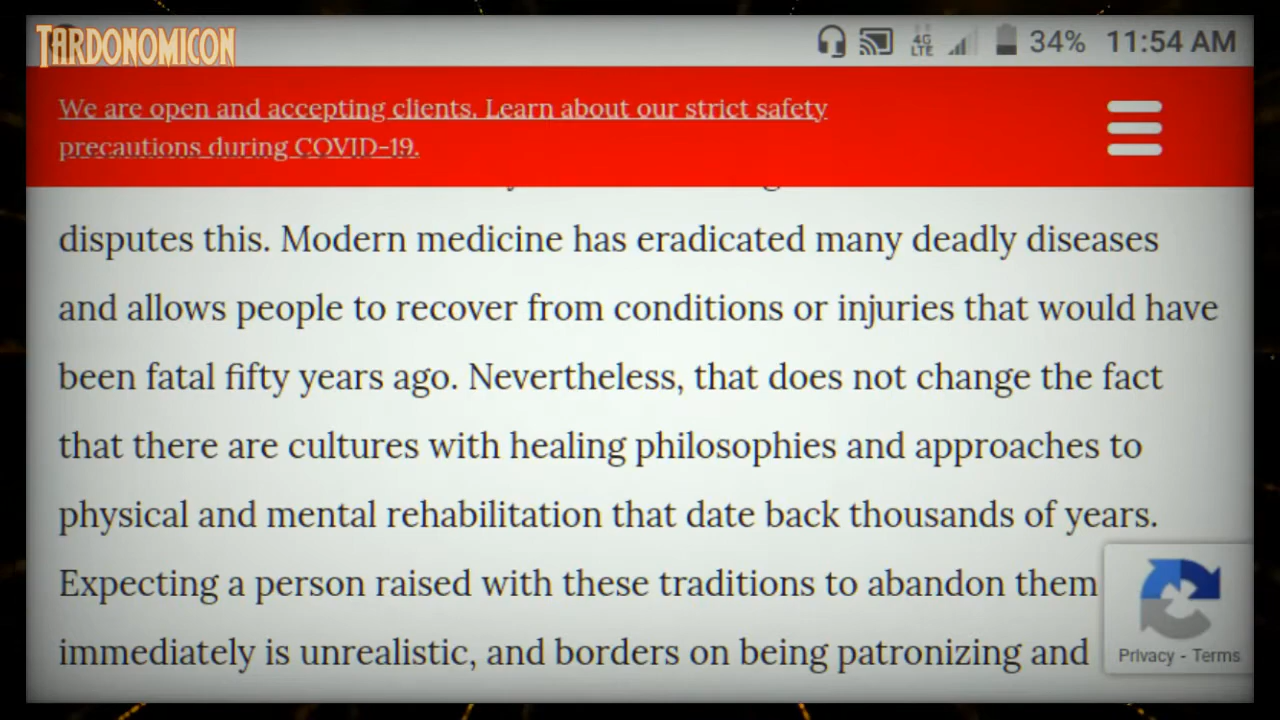 TARDONOMICON
4G
LTE
34% 11:54 AM
We are open and accepting clients. Learn about our strict safety
precautions during COVID-19.
disputes this. Modern medicine has eradicated many deadly diseases
and allows people to recover from conditions or injuries that would have
been fatal fifty years ago. Nevertheless, that does not change the fact
that there are cultures with healing philosophies and approaches to
physical and mental rehabilitation that date back thousands of years.
Expecting a person raised with these traditions to abandon them
immediately is unrealistic, and borders on being patronizing and
Privacy - Terms